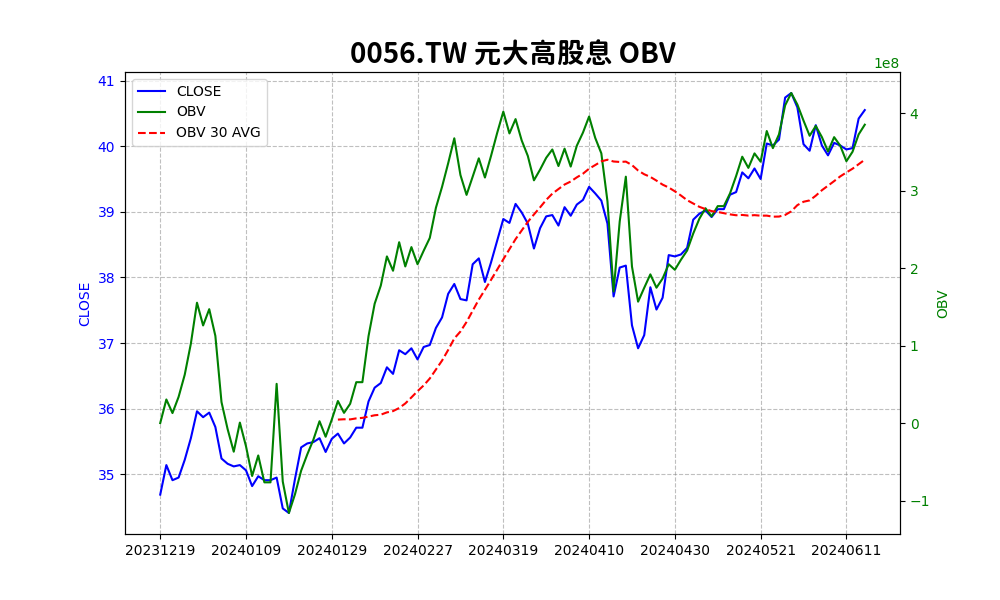 0056.TW 元大高股息 OBV
1e8
CLOSE
OBV
OBV 30 AVG
41
40
39
38
37
36
35
CLOSE
4
3
2
1
0
−1
OBV
20231219 20240109 20240129 20240227 20240319 20240410 20240430 20240521 20240611